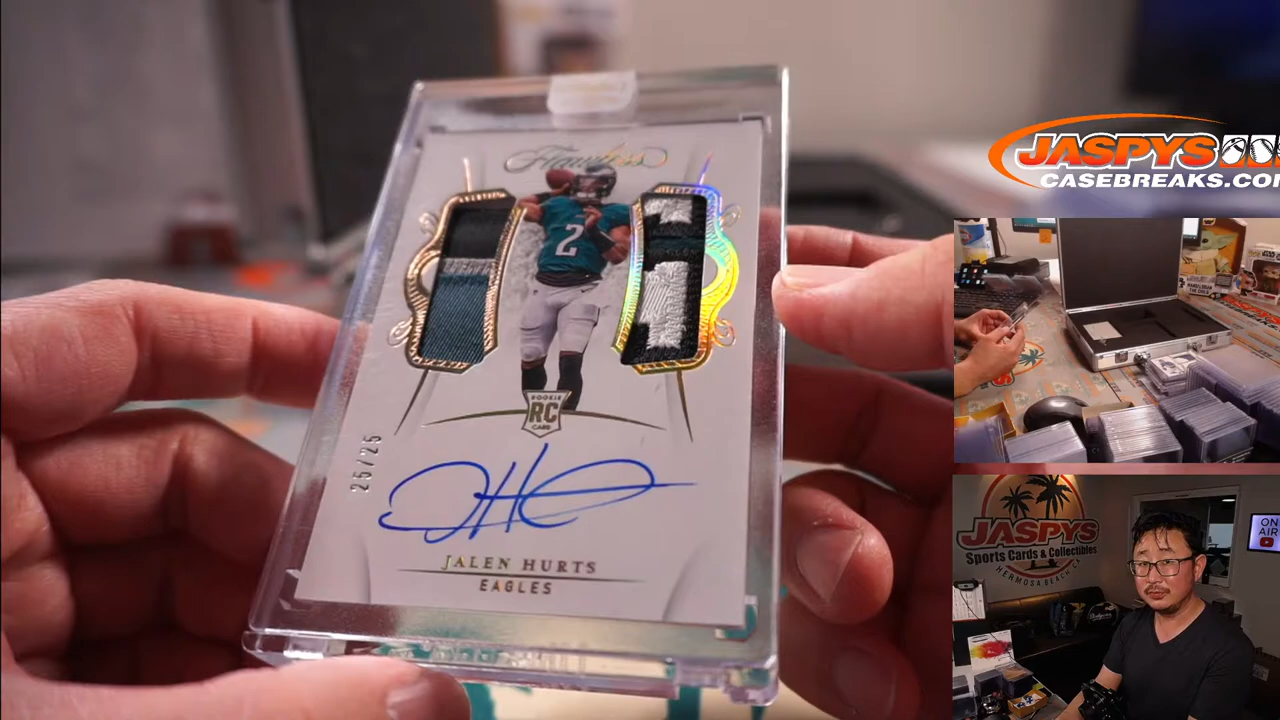 Flawless
2
ROOKIE
RC
CARD
25/25
JALEN HURTS
EAGLES
JASPYS
CASEBREAKS.COM
JASPYS
Sports Cards & Collectibles
HERMOSA BEACH, CA
ON
AIR